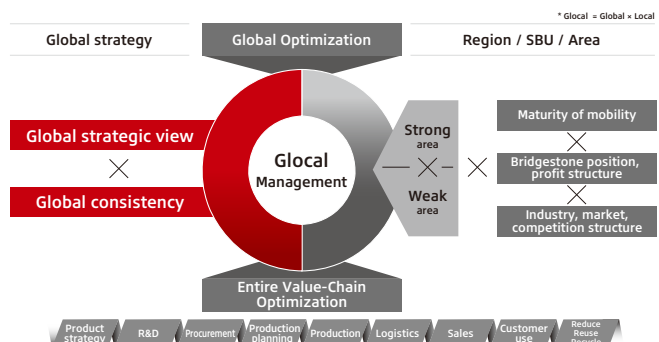 * Glocal = Global × Local
Global strategy
Global Optimization
Region / SBU / Area
Global strategic view
×
Global consistency
Glocal
Management
Strong
area
×
Weak
area
×
Maturity of mobility
×
Bridgestone position,
profit structure
×
Industry, market,
competition structure
Entire Value-Chain
Optimization
Product
strategy
R&D
Procurement
Production
planning
Production
Logistics
Sales
Customer
use
Reduce
Reuse
Recycle